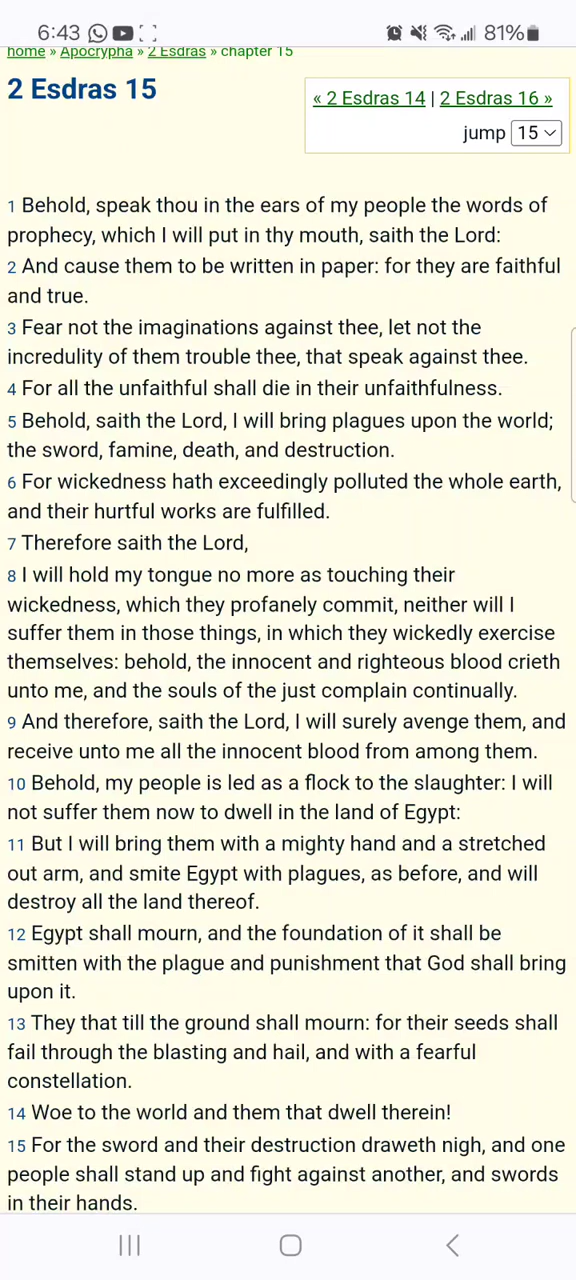 6:43
81%
home » Apocrypha » 2 Esdras » chapter 15
2 Esdras 15
« 2 Esdras 14 | 2 Esdras 16 »
jump 15
1 Behold, speak thou in the ears of my people the words of
prophecy, which I will put in thy mouth, saith the Lord:
2 And cause them to be written in paper: for they are faithful
and true.
3 Fear not the imaginations against thee, let not the
incredulity of them trouble thee, that speak against thee.
4 For all the unfaithful shall die in their unfaithfulness.
5 Behold, saith the Lord, I will bring plagues upon the world;
the sword, famine, death, and destruction.
6 For wickedness hath exceedingly polluted the whole earth,
and their hurtful works are fulfilled.
7 Therefore saith the Lord,
8 I will hold my tongue no more as touching their
wickedness, which they profanely commit, neither will I
suffer them in those things, in which they wickedly exercise
themselves: behold, the innocent and righteous blood crieth
unto me, and the souls of the just complain continually.
9 And therefore, saith the Lord, I will surely avenge them, and
receive unto me all the innocent blood from among them.
10 Behold, my people is led as a flock to the slaughter: I will
not suffer them now to dwell in the land of Egypt:
11 But I will bring them with a mighty hand and a stretched
out arm, and smite Egypt with plagues, as before, and will
destroy all the land thereof.
12 Egypt shall mourn, and the foundation of it shall be
smitten with the plague and punishment that God shall bring
upon it.
13 They that till the ground shall mourn: for their seeds shall
fail through the blasting and hail, and with a fearful
constellation.
14 Woe to the world and them that dwell therein!
15 For the sword and their destruction draweth nigh, and one
people shall stand up and fight against another, and swords
in their hands.